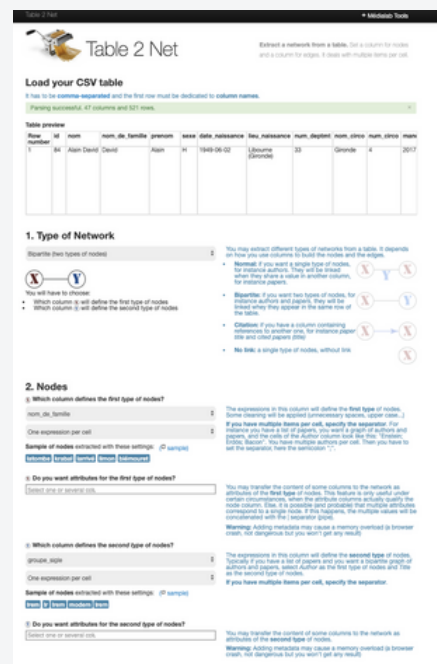 Table 2 Net
Médialab Tools
Table 2 Net
Extract a network from a table. Set a column for nodes
and a column for edges. It deals with multiple items per cell.
Load your CSV table
It has to be comma-separated and the first row must be dedicated to column names.
Parsing successful. 47 columns and 521 rows.
Table preview
Row number id nom nom_de_famille prenom sexe date_naissance lieu_naissance num_deptmt nom_circo num_circo
1 84 Alain David David Alain H 1949-06-02 Libourne (Gironde) 33 Gironde 4 2017
1. Type of Network
Bipartite (two types of nodes)
X Y
You will have to choose:
Which column X will define the first type of nodes
Which column Y will define the second type of nodes
You may extract different types of networks from a table. It depends
on how you use columns to build the nodes and the edges.
Normal: if you want a single type of nodes,
for instance authors. They will be linked
when they share a value in another column,
for instance papers.
X Y X
Bipartite: if you want two types of nodes, for
instance authors and papers, they will be
linked when they appear in the same row of
the table.
X Y
Citation: if you have a column containing
references to another one, for instance paper
title and cited papers (title)
X X
No link: a single type of nodes, without link
X
2. Nodes
Which column defines the first type of nodes?
nom_de_famille
One expression per cell
Sample of nodes extracted with these settings: sample)
The expressions in this column will define the first type of nodes.
Some cleaning will be applied (unnecessary spaces, upper case...)
If you have multiple items per cell, specify the separator. For
instance you have a list of papers, you want a graph of authors and
papers, and the cells of the Author column look like this: "Einstein;
Erdös; Bacon". You have multiple authors per cell. Then you have to
set the separator, here the semicolon ";".
Do you want attributes for the first type of nodes?
Select one or several cols.
You may transfer the content of some columns to the network as
attributes of the first type of nodes. This feature is only useful under
certain circumstances, when the attribute columns actually qualify the
node column. Else, it is possible (and probable) that multiple attributes
correspond to a single node. If this happens, the multiple values will be
concatenated with the | separator (pipe).
Warning: Adding metadata may cause a memory overload (a browser
crash, not dangerous but you won't get any result)
Which column defines the second type of nodes?
groupe_sigle
One expression per cell
Sample of nodes extracted with these settings: sample)
The expressions in this column will define the second type of nodes.
Typically if you have a list of papers and you want a bipartite graph of
authors and papers, select Author as the first type of nodes and Title
as the second type of nodes.
If you have multiple items per cell, specify the separator.
Do you want attributes for the second type of nodes?
Select one or several cols.
You may transfer the content of some columns to the network as
attributes of the second type of nodes.
Warning: Adding metadata may cause a memory overload (a browser
crash, not dangerous but you won't get any result)